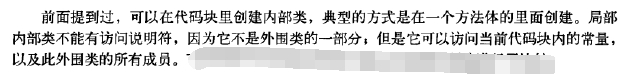 前面提到过，可以在代码块里创建内部类，典型的方式是在一个方法体的里面创建。局部
内部类不能有访问说明符，因为它不是外围类的一部分；但是它可以访问当前代码块内的常量，
以及此外围类的所有成员。